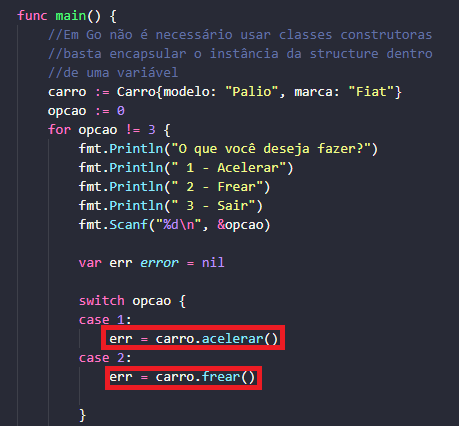 func main() {
//Em Go não é necessário usar classes construtoras
//basta encapsular o instância da structure dentro
//de uma variável
carro := Carro{modelo: "Palio", marca: "Fiat"}
opcao := 0
for opcao != 3 {
fmt.Println("O que você deseja fazer?")
fmt.Println(" 1 - Acelerar")
fmt.Println(" 2 - Frear")
fmt.Println(" 3 - Sair")
fmt.Scanf("%d\n", &opcao)
var err error = nil
switch opcao {
case 1:
err = carro.acelerar()
case 2:
err = carro.frear()
}